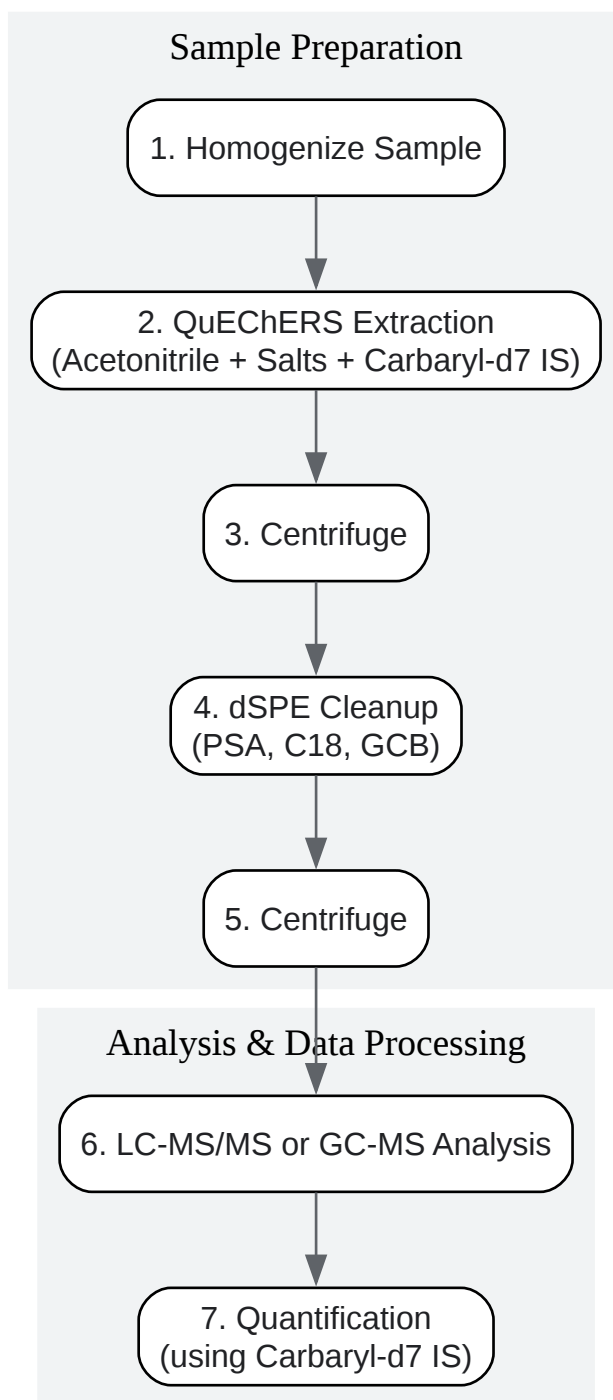 Sample Preparation
1. Homogenize Sample
2. QuEChERS Extraction
(Acetonitrile + Salts + Carbaryl-d7 IS)
3. Centrifuge
4. dSPE Cleanup
(PSA, C18, GCB)
5. Centrifuge
Analysis & Data Processing
6. LC-MS/MS or GC-MS Analysis
7. Quantification
(using Carbaryl-d7 IS)